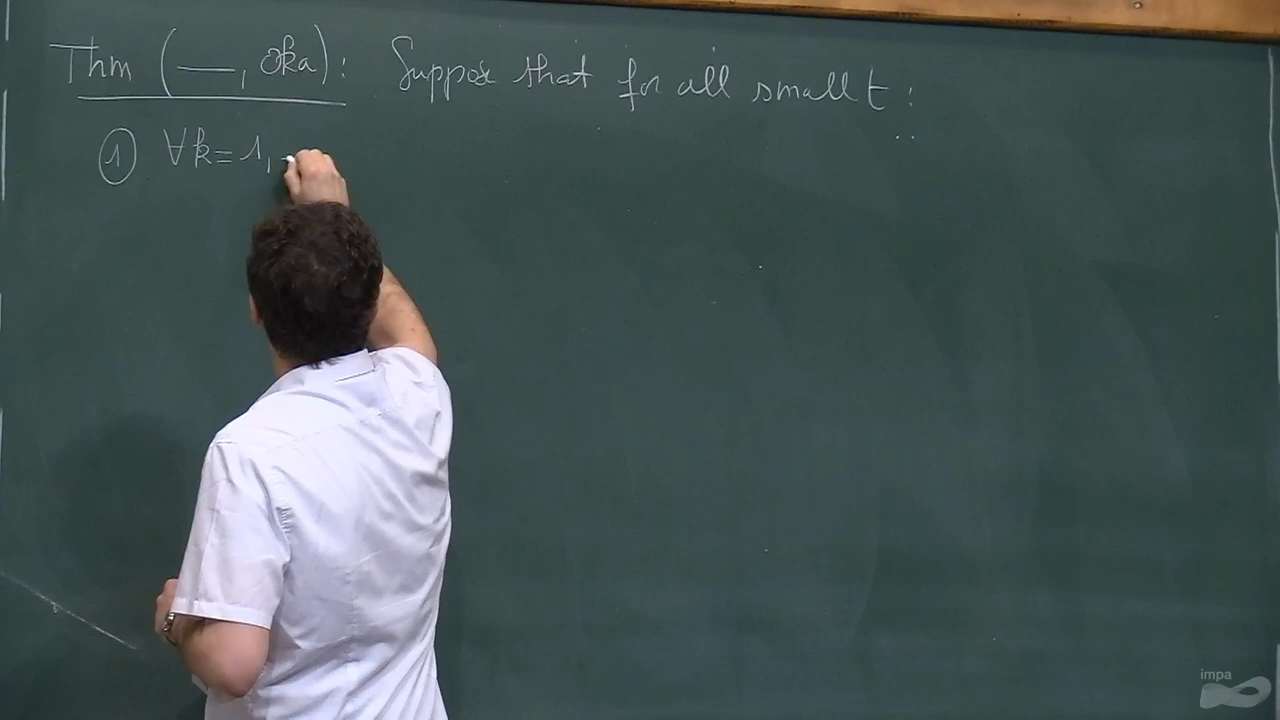 Thm (—, Oka): Suppose that for all small t:
① ∀k=1,
impa